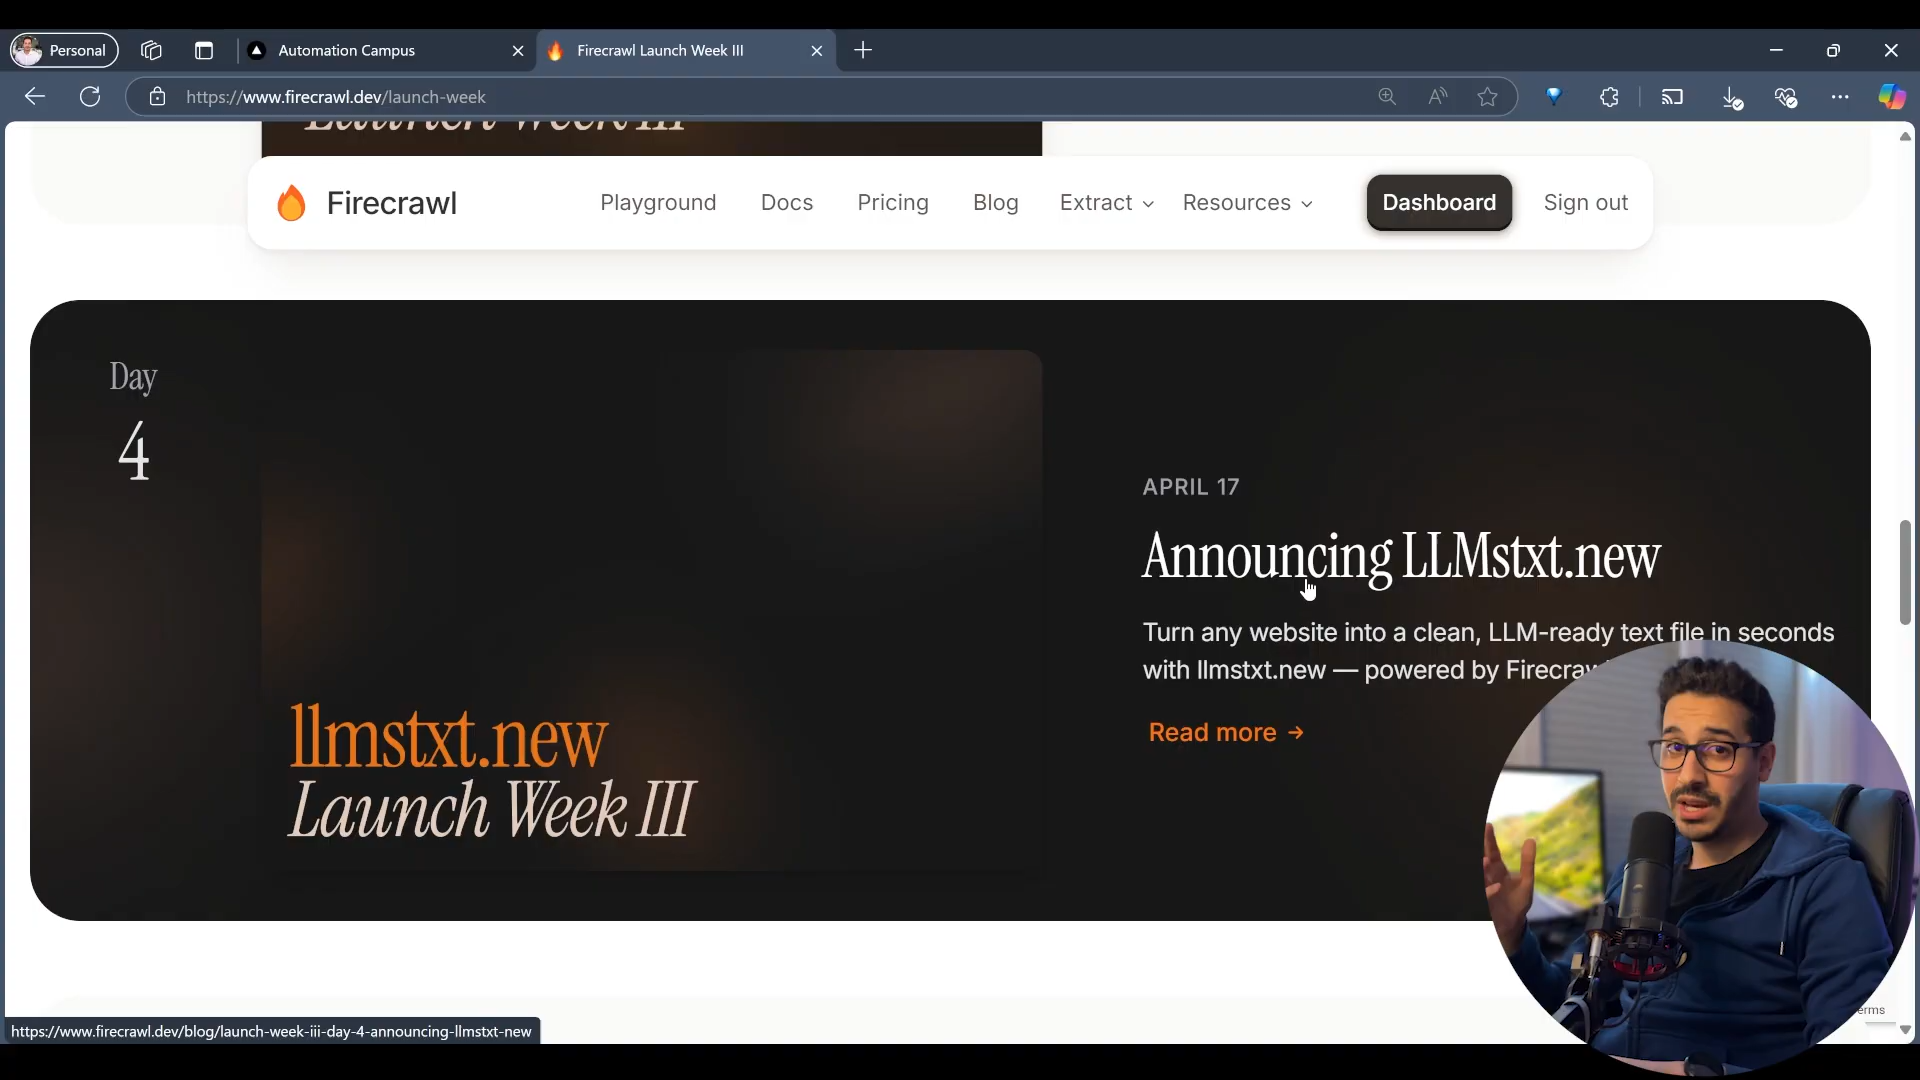 Personal
Automation Campus
Firecrawl Launch Week III
https://www.firecrawl.dev/launch-week
Launch Week III
Firecrawl
Playground
Docs
Pricing
Blog
Extract
Resources
Dashboard
Sign out
Day
4
llmstxt.new
Launch Week III
APRIL 17
Announcing LLMstxt.new
Turn any website into a clean, LLM-ready text file in seconds
with llmstxt.new — powered by
Read more →
https://www.firecrawl.dev/blog/launch-week-iii-day-4-announcing-llmstxt-new